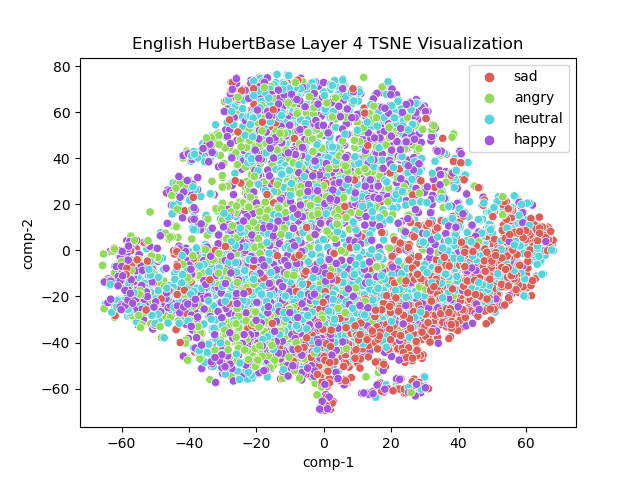 English HubertBase Layer 4 TSNE Visualization
80
60
40
20
0
−20
−40
−60
comp-2
sad
angry
neutral
happy
−60
−40
−20
0
20
40
60
comp-1